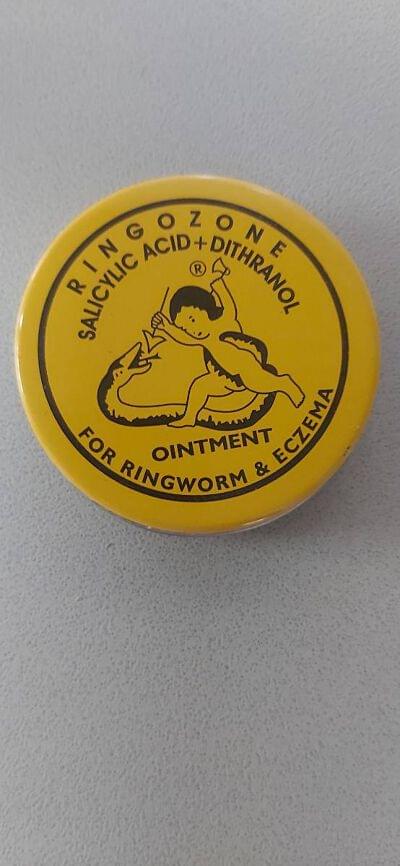 RINGOZONE
SALICYLIC ACID+DITHRANOL
®
OINTMENT
FOR RINGWORM & ECZEMA